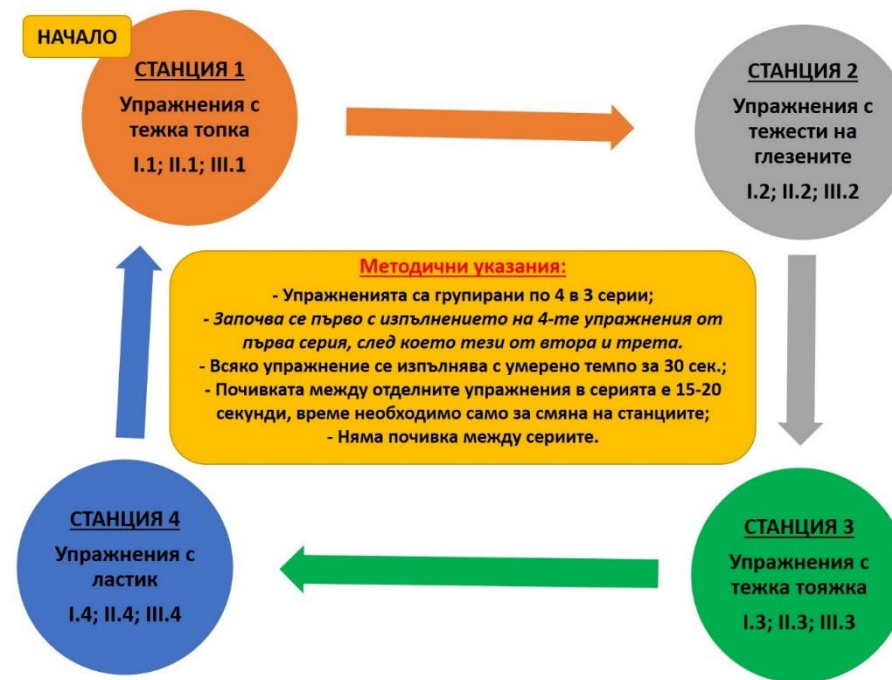 НАЧАЛО
СТАНЦИЯ 1
Упражнения с
тежка топка
I.1; II.1; III.1
СТАНЦИЯ 2
Упражнения с
тежести на
глезените
I.2; II.2; III.2
Методични указания:
- Упражненията са групирани по 4 в 3 серии;
- Започва се първо с изпълнението на 4-те упражнения от
първа серия, след което тези от втора и трета.
- Всяко упражнение се изпълнява с умерено темпо за 30 сек.;
- Почивката между отделните упражнения в серията е 15-20
секунди, време необходимо само за смяна на станциите;
- Няма почивка между сериите.
СТАНЦИЯ 4
Упражнения с
ластик
I.4; II.4; III.4
СТАНЦИЯ 3
Упражнения с
тежка тояжка
I.3; II.3; III.3